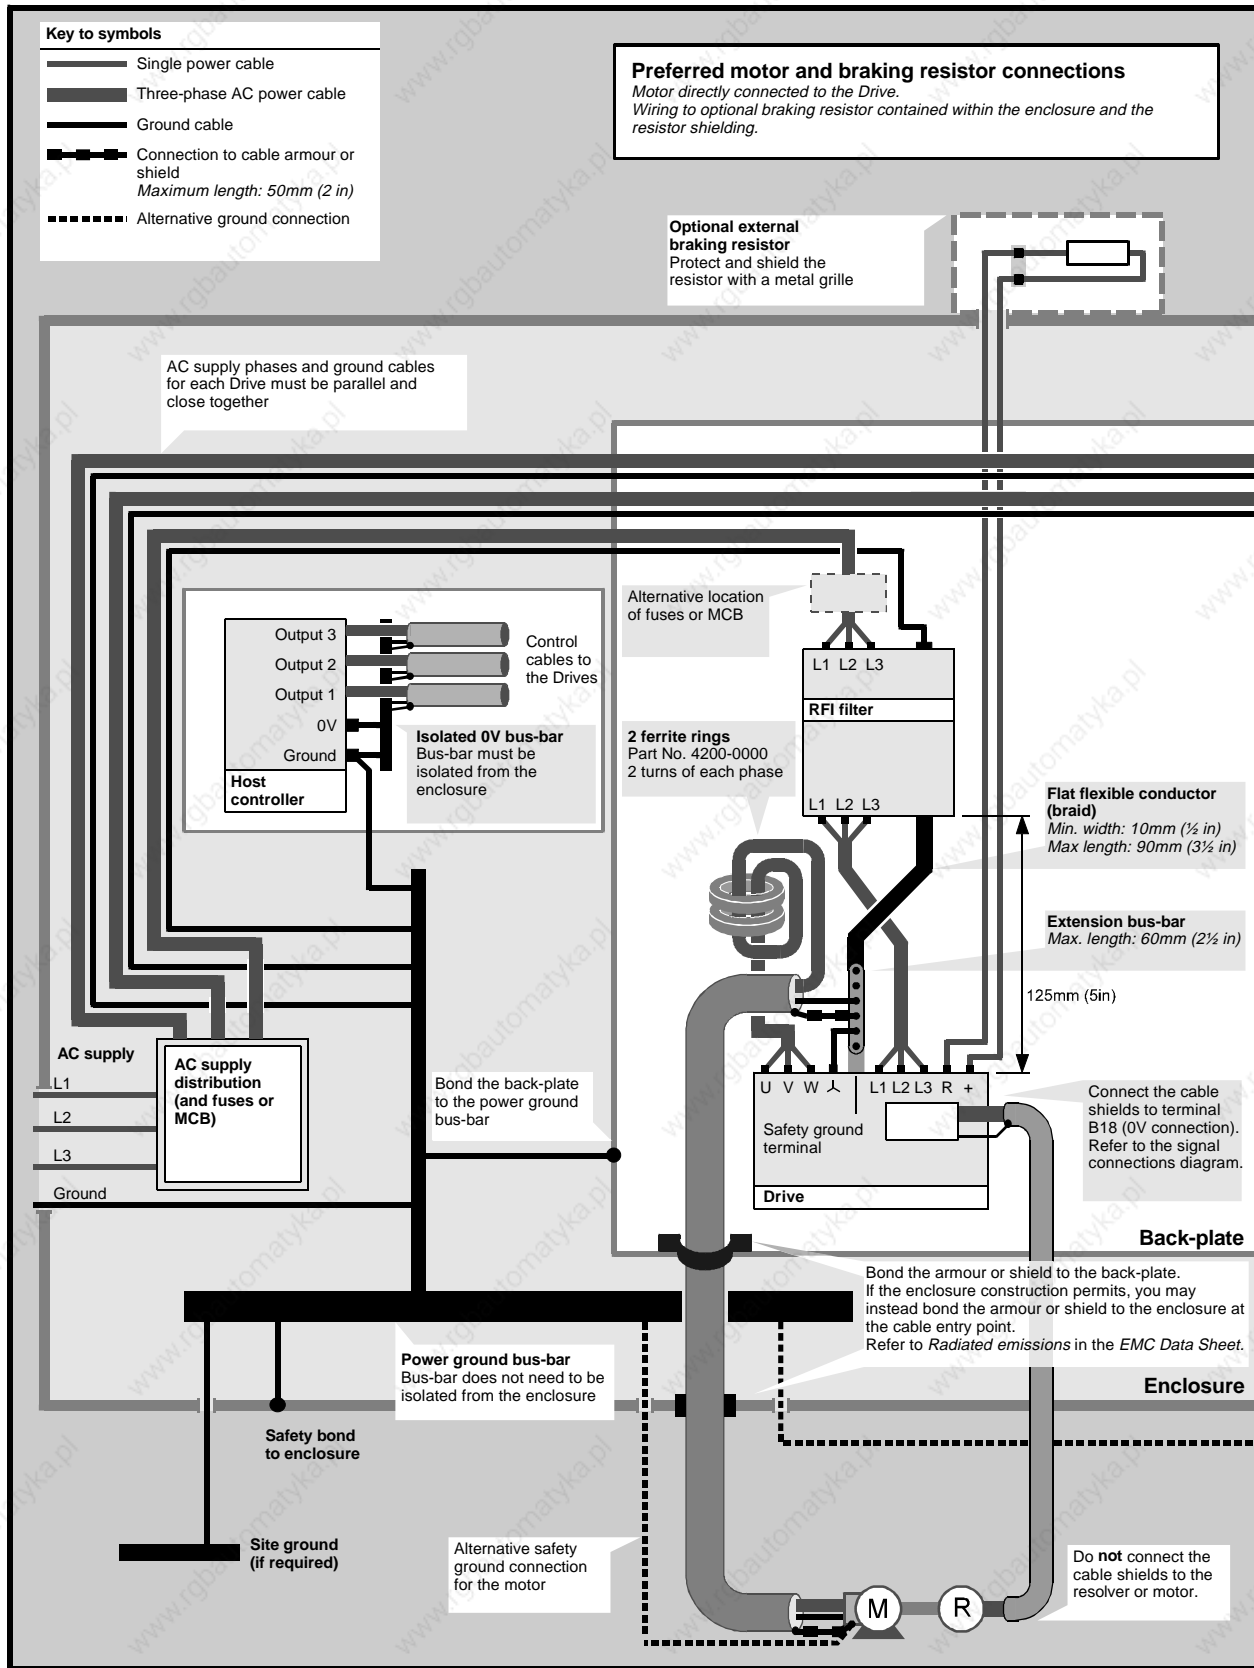 Key to symbols
Single power cable
Three-phase AC power cable
Ground cable
Connection to cable armour or
shield
Maximum length: 50mm (2 in)
Alternative ground connection
Preferred motor and braking resistor connections
Motor directly connected to the Drive.
Wiring to optional braking resistor contained within the enclosure and the
resistor shielding.
Optional external
braking resistor
Protect and shield the
resistor with a metal grille
AC supply phases and ground cables
for each Drive must be parallel and
close together
Alternative location
of fuses or MCB
Output 3
Output 2
Output 1
0V
Ground
Host
controller
Control
cables to
the Drives
Isolated 0V bus-bar
Bus-bar must be
isolated from the
enclosure
L1 L2 L3
RFI filter
L1 L2 L3
2 ferrite rings
Part No. 4200-0000
2 turns of each phase
Flat flexible conductor
(braid)
Min. width: 10mm (½ in)
Max length: 90mm (3½ in)
Extension bus-bar
Max. length: 60mm (2½ in)
125mm (5in)
AC supply
L1
L2
L3
Ground
AC supply
distribution
(and fuses or
MCB)
Bond the back-plate
to the power ground
bus-bar
U V W L1 L2 L3 R +
Safety ground
terminal
Drive
Connect the cable
shields to terminal
B18 (0V connection).
Refer to the signal
connections diagram.
Back-plate
Bond the armour or shield to the back-plate.
If the enclosure construction permits, you may
instead bond the armour or shield to the enclosure at
the cable entry point.
Refer to Radiated emissions in the EMC Data Sheet.
Power ground bus-bar
Bus-bar does not need to be
isolated from the enclosure
Enclosure
Safety bond
to enclosure
Site ground
(if required)
Alternative safety
ground connection
for the motor
M
R
Do not connect the
cable shields to the
resolver or motor.
www.rgbautomatyka.pl